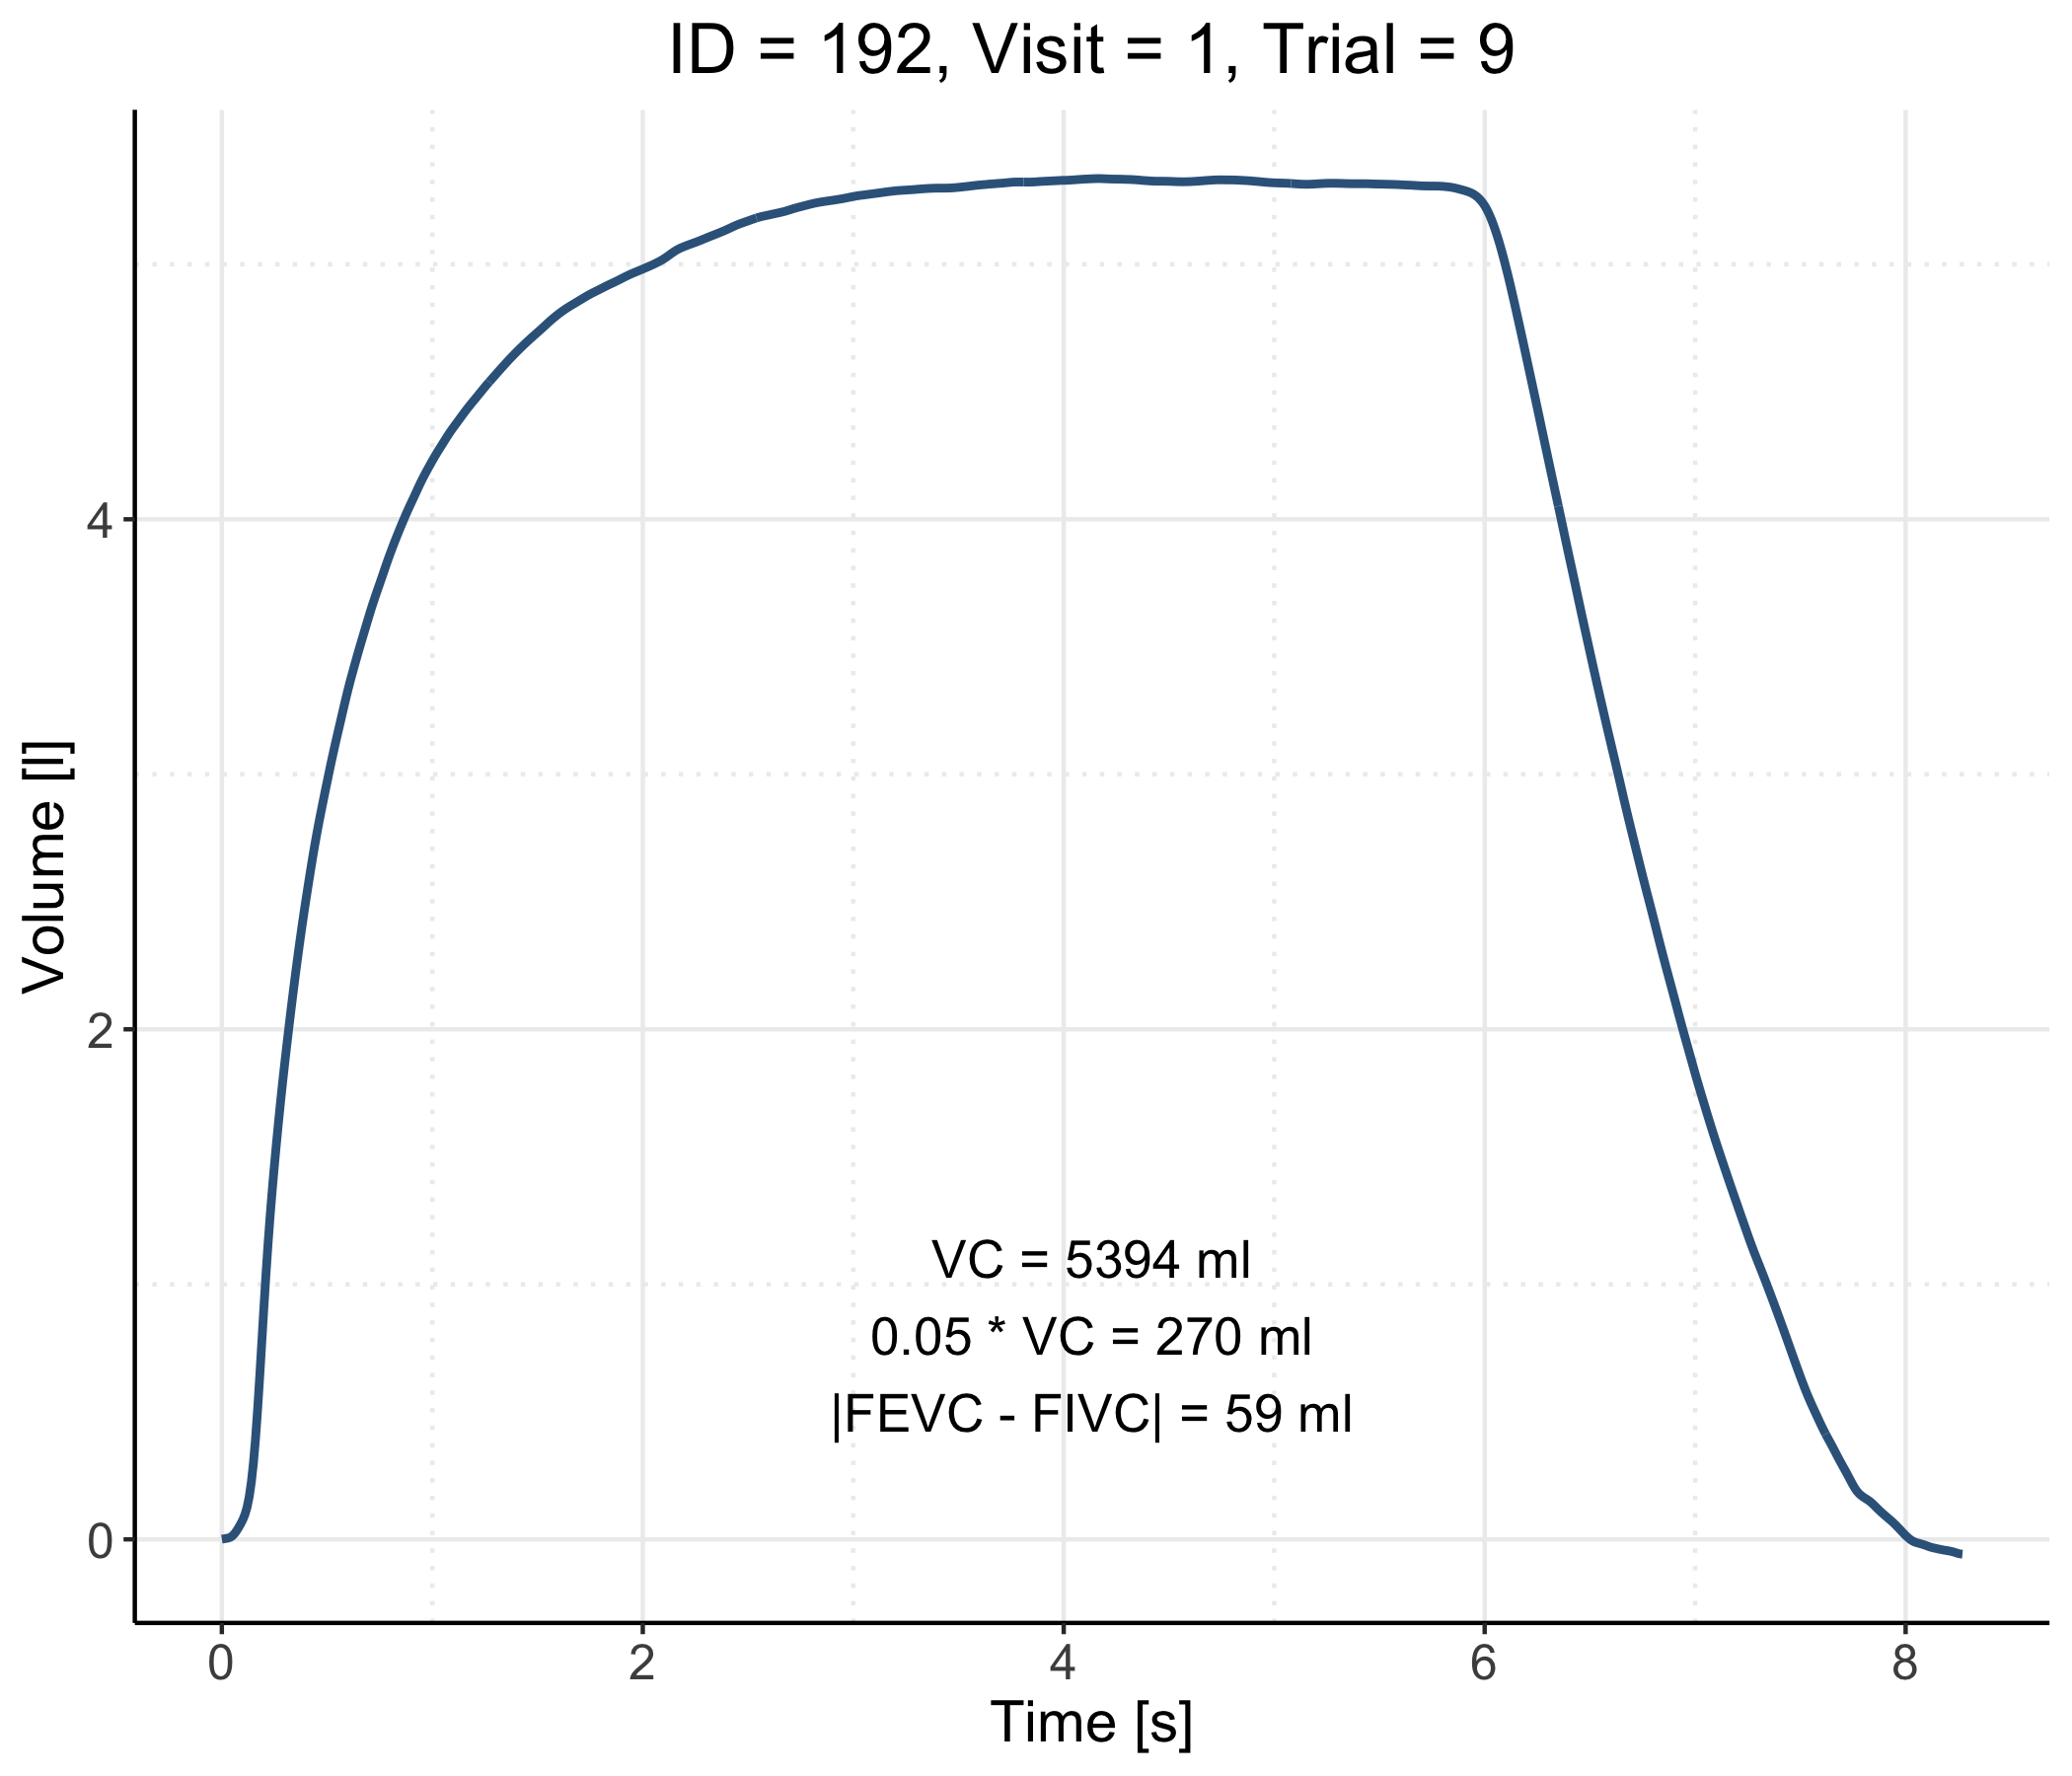 ID = 192, Visit = 1, Trial = 9
Volume [l]
4
2
0
VC = 5394 ml
0.05 * VC = 270 ml
|FEVC - FIVC| = 59 ml
0 2 4 6 8
Time [s]